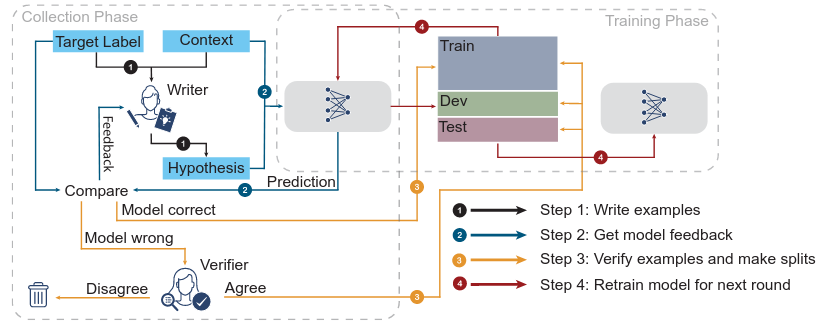 Collection Phase
Training Phase
Target Label
Context
4
Train
1
Writer
2
Dev
Test
Feedback
1
Hypothesis
4
Compare
2
Prediction
3
Model correct
1 Step 1: Write examples
Model wrong
2 Step 2: Get model feedback
Verifier
3 Step 3: Verify examples and make splits
Disagree
Agree
3
4 Step 4: Retrain model for next round